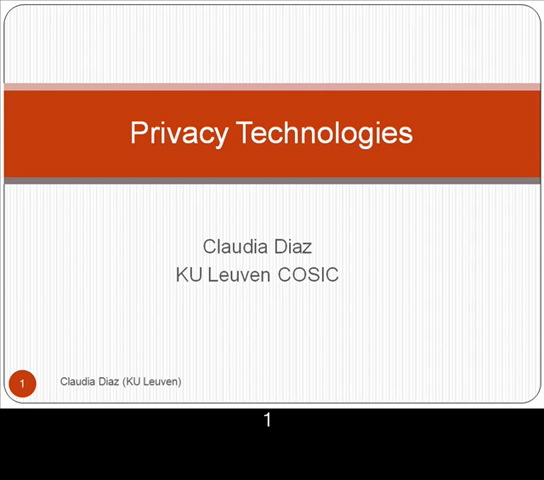 Privacy Technologies
Claudia Diaz
KU Leuven COSIC
1
Claudia Diaz (KU Leuven)
1